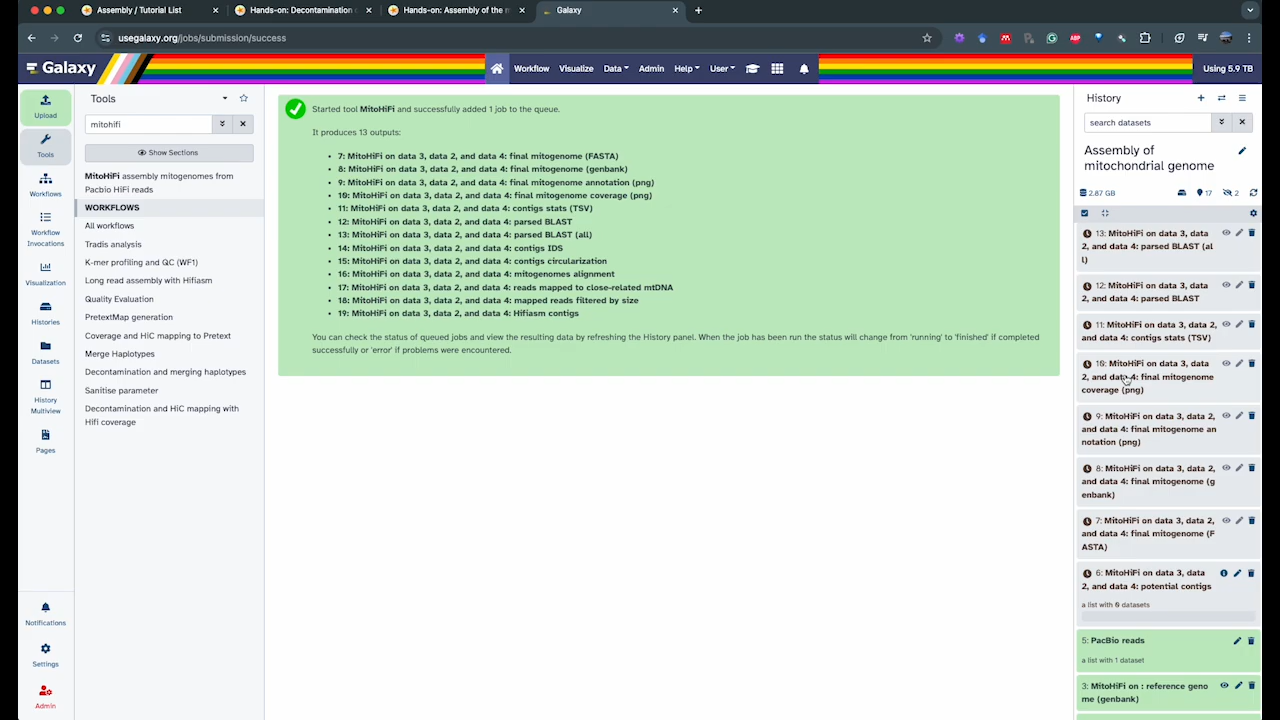 Assembly / Tutorial List
Hands-on: Decontamination
Hands-on: Assembly of the m
Galaxy
usegalaxy.org/jobs/submission/success
Galaxy
Workflow
Visualize
Data
Admin
Help
User
Using 5.9 TB
Upload
Tools
Workflows
Workflow
Invocations
Visualization
Histories
Datasets
History
Multiview
Pages
Notifications
Settings
Admin
Tools
mitohifi
Show Sections
MitoHiFi assembly mitogenomes from
Pacbio HiFi reads
WORKFLOWS
All workflows
Tradis analysis
K-mer profiling and QC (WF1)
Long read assembly with Hifiasm
Quality Evaluation
PretextMap generation
Coverage and HiC mapping to Pretext
Merge Haplotypes
Decontamination and merging haplotypes
Sanitise parameter
Decontamination and HiC mapping with
Hifi coverage
Started tool MitoHiFi and successfully added 1 job to the queue.
It produces 13 outputs:
• 7: MitoHiFi on data 3, data 2, and data 4: final mitogenome (FASTA)
• 8: MitoHiFi on data 3, data 2, and data 4: final mitogenome (genbank)
• 9: MitoHiFi on data 3, data 2, and data 4: final mitogenome annotation (png)
• 10: MitoHiFi on data 3, data 2, and data 4: final mitogenome coverage (png)
• 11: MitoHiFi on data 3, data 2, and data 4: contigs stats (TSV)
• 12: MitoHiFi on data 3, data 2, and data 4: parsed BLAST
• 13: MitoHiFi on data 3, data 2, and data 4: parsed BLAST (all)
• 14: MitoHiFi on data 3, data 2, and data 4: contigs IDS
• 15: MitoHiFi on data 3, data 2, and data 4: contigs circularization
• 16: MitoHiFi on data 3, data 2, and data 4: mitogenomes alignment
• 17: MitoHiFi on data 3, data 2, and data 4: reads mapped to close-related mtDNA
• 18: MitoHiFi on data 3, data 2, and data 4: mapped reads filtered by size
• 19: MitoHiFi on data 3, data 2, and data 4: Hifiasm contigs
You can check the status of queued jobs and view the resulting data by refreshing the History panel. When the job has been run the status will change from 'running' to 'finished' if completed
successfully or 'error' if problems were encountered.
History
search datasets
Assembly of
mitochondrial genome
2.87 GB
17
2
13: MitoHiFi on data 3, data
2, and data 4: parsed BLAST (al
l)
12: MitoHiFi on data 3, data
2, and data 4: parsed BLAST
11: MitoHiFi on data 3, data 2,
and data 4: contigs stats (TSV)
10: MitoHiFi on data 3, data
2, and data 4: final mitogenome
coverage (png)
9: MitoHiFi on data 3, data 2,
and data 4: final mitogenome an
notation (png)
8: MitoHiFi on data 3, data 2,
and data 4: final mitogenome (g
enbank)
7: MitoHiFi on data 3, data 2,
and data 4: final mitogenome (F
ASTA)
6: MitoHiFi on data 3, data
2, and data 4: potential contigs
a list with 0 datasets
5: PacBio reads
a list with 1 dataset
3: MitoHiFi on : reference geno
me (genbank)